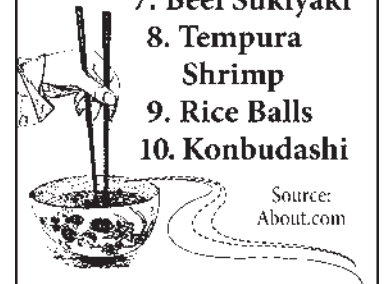 7. Beef Sukiyaki
8. Tempura
Shrimp
9. Rice Balls
10. Konbudashi
Source:
About.com